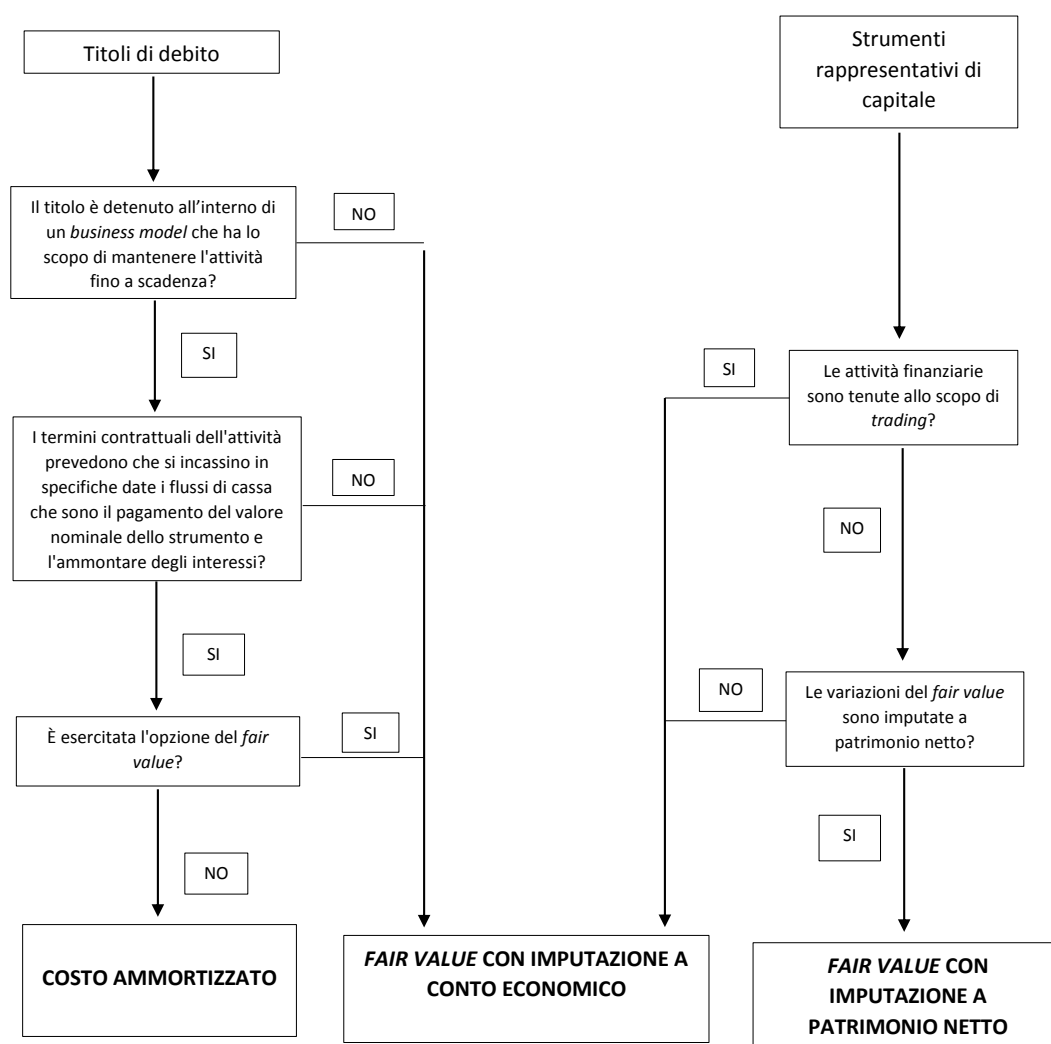 Titoli di debito
Strumenti
rappresentativi di
capitale
Il titolo è detenuto all’interno di
un business model che ha lo
scopo di mantenere l'attività
fino a scadenza?
NO
SI
I termini contrattuali dell'attività
prevedono che si incassino in
specifiche date i flussi di cassa
che sono il pagamento del valore
nominale dello strumento e
l'ammontare degli interessi?
NO
SI
È esercitata l'opzione del fair
value?
SI
NO
SI
Le attività finanziarie
sono tenute allo scopo di
trading?
NO
NO
Le variazioni del fair value
sono imputate a
patrimonio netto?
SI
COSTO AMMORTIZZATO
FAIR VALUE CON IMPUTAZIONE A
CONTO ECONOMICO
FAIR VALUE CON
IMPUTAZIONE A
PATRIMONIO NETTO